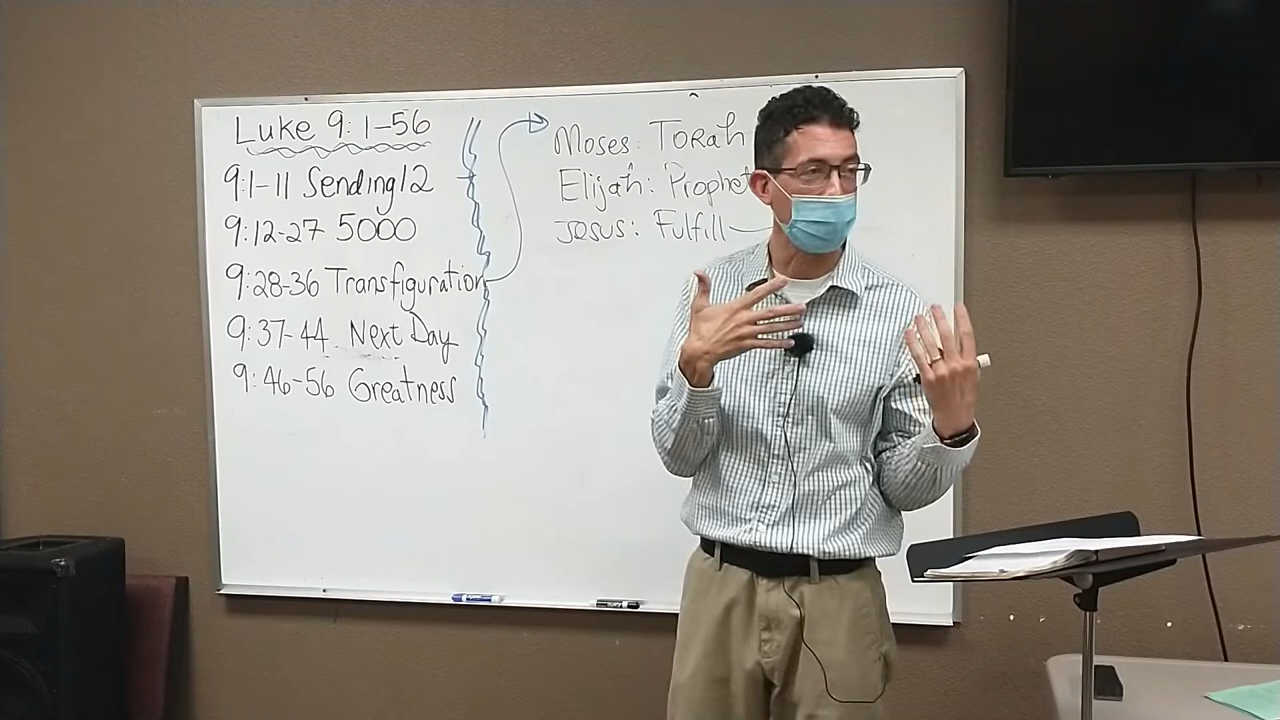 Luke 9: 1-56
9:1-11 Sending 12
9:12-27 5000
9:28-36 Transfiguration
9:37-44 Next Day
9:46-56 Greatness
Moses: Torah
Elijah: Prophet
Jesus: Fulfill